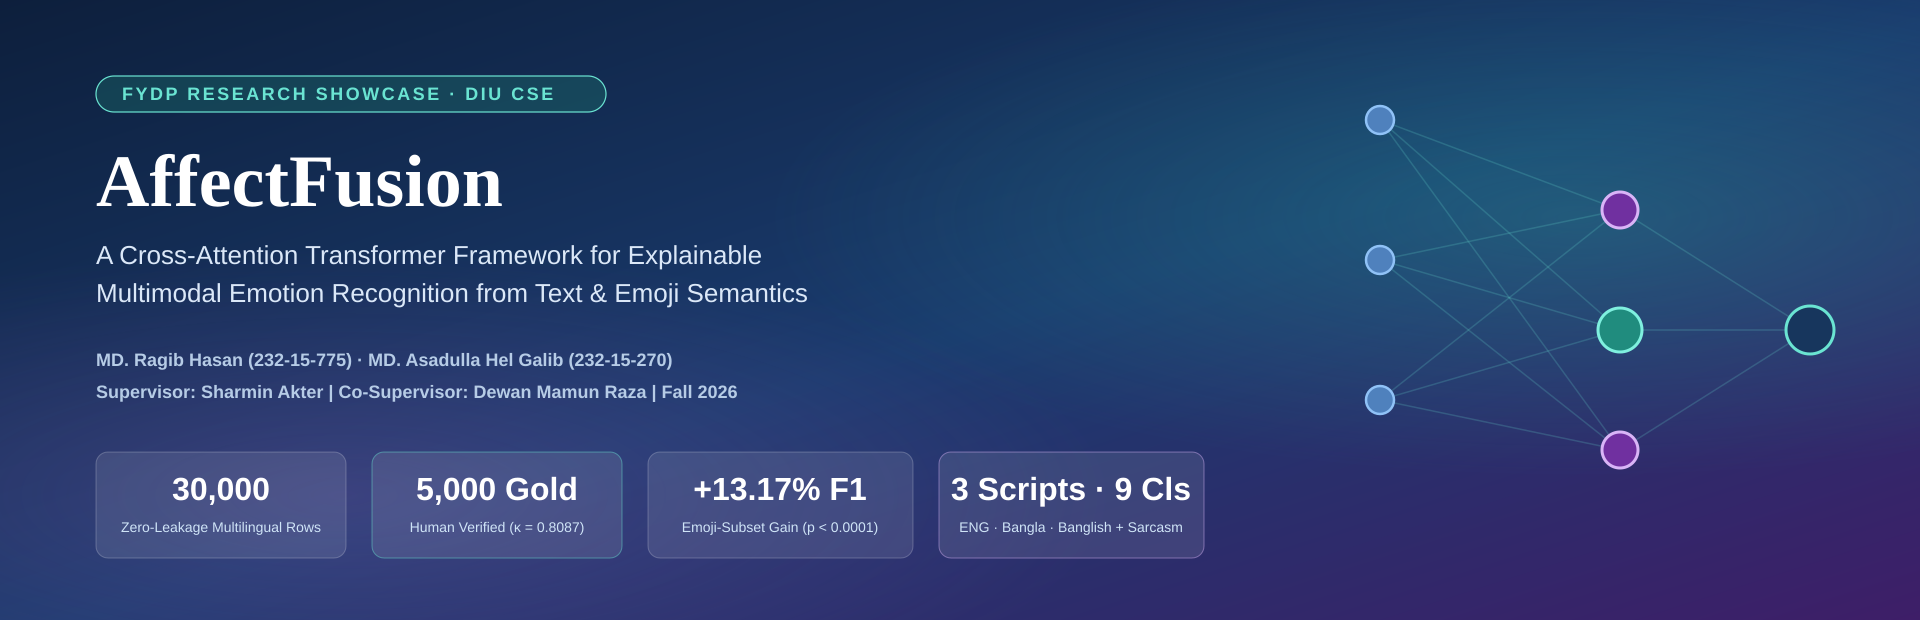 FYDP RESEARCH SHOWCASE · DIU CSE
AffectFusion
A Cross-Attention Transformer Framework for Explainable
Multimodal Emotion Recognition from Text & Emoji Semantics
MD. Ragib Hasan (232-15-775) · MD. Asadulla Hel Galib (232-15-270)
Supervisor: Sharmin Akter | Co-Supervisor: Dewan Mamun Raza | Fall 2026
30,000
Zero-Leakage Multilingual Rows
5,000 Gold
Human Verified (κ = 0.8087)
+13.17% F1
Emoji-Subset Gain (p < 0.0001)
3 Scripts · 9 Cls
ENG · Bangla · Banglish + Sarcasm